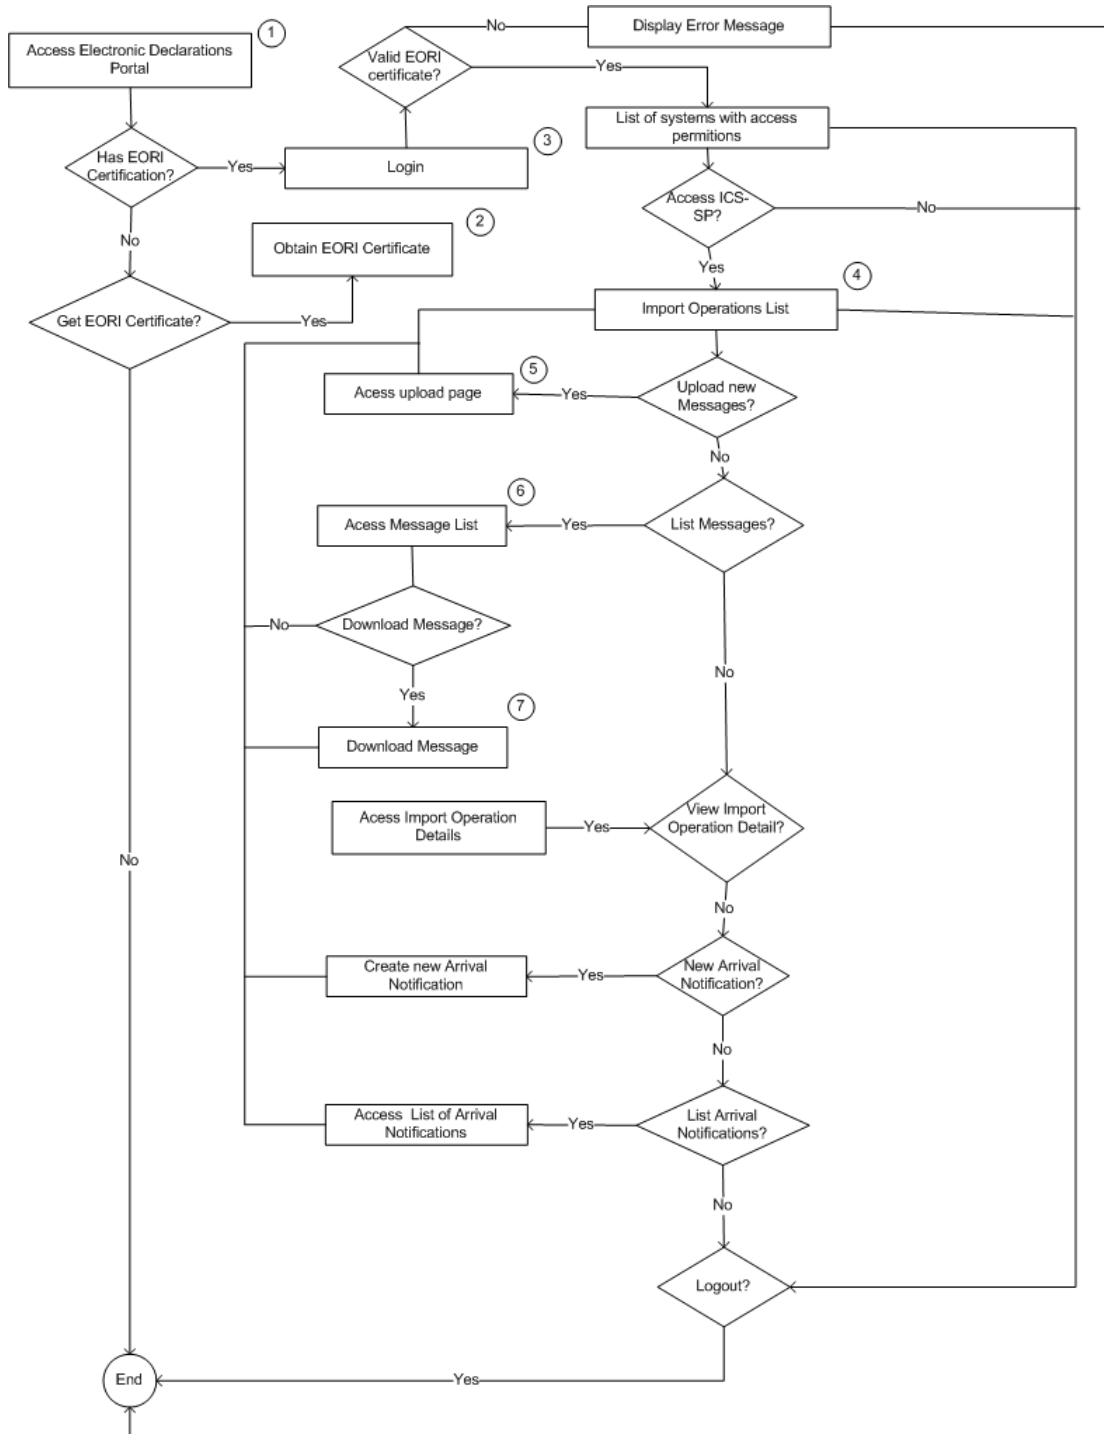 No
Display Error Message
1
Access Electronic Declarations
Portal
Valid EORI
certificate?
Yes
List of systems with access
permitions
3
Has EORI
Certification?
Yes
Login
Access ICS-
SP?
No
2
No
Obtain EORI Certificate
Yes
4
Get EORI Certificate?
Yes
Import Operations List
5
Acess upload page
Yes
Upload new
Messages?
No
6
Acess Message List
Yes
List Messages?
No
Download Message?
No
Yes
7
Download Message
Acess Import Operation
Details
Yes
View Import
Operation Detail?
No
No
Create new Arrival
Notification
Yes
New Arrival
Notification?
No
Access List of Arrival
Notifications
Yes
List Arrival
Notifications?
No
Logout?
End
Yes